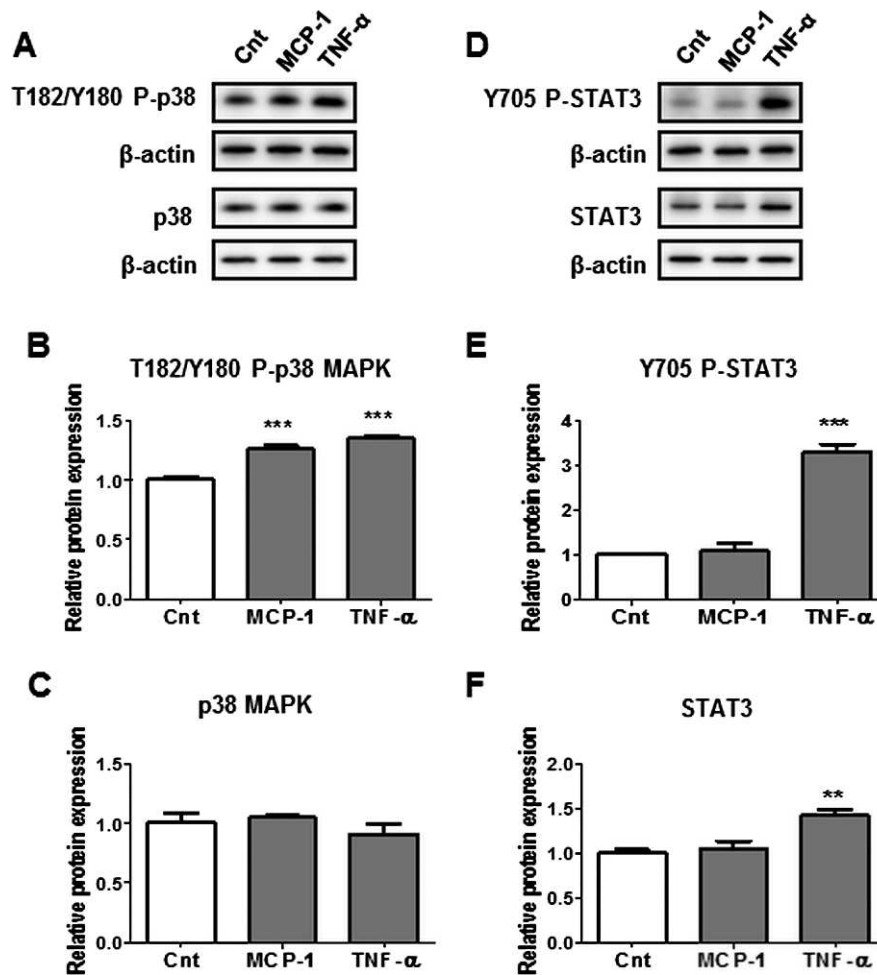 A
Cnt MCP-1 TNF-α
T182/Y180 P-p38
β-actin
p38
β-actin
D
Cnt MCP-1 TNF-α
Y705 P-STAT3
β-actin
STAT3
β-actin
B
T182/Y180 P-p38 MAPK
Relative protein expression
1.5
1.0
0.5
0.0
*** ***
Cnt MCP-1 TNF-α
E
Y705 P-STAT3
Relative protein expression
4
3
2
1
0
***
Cnt MCP-1 TNF-α
C
p38 MAPK
Relative protein expression
1.5
1.0
0.5
0.0
Cnt MCP-1 TNF-α
F
STAT3
Relative protein expression
2.0
1.5
1.0
0.5
0.0
**
Cnt MCP-1 TNF-α